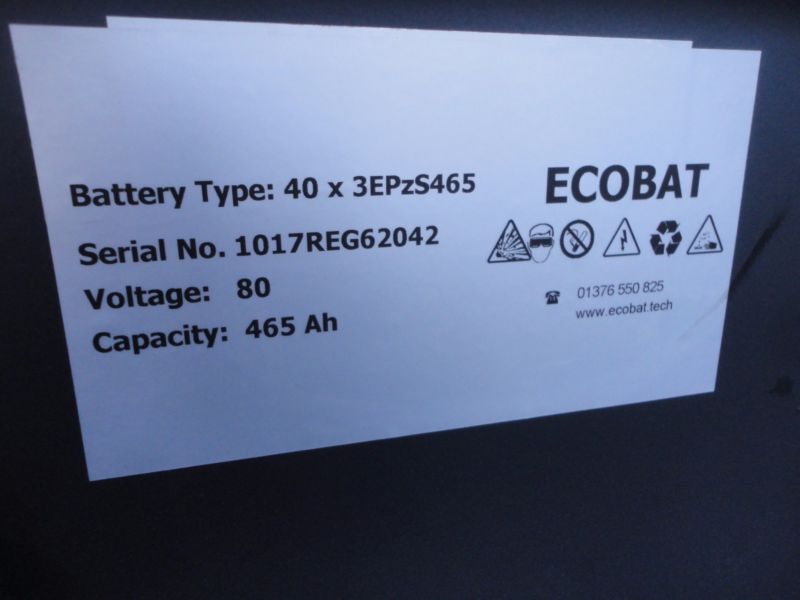 Battery Type: 40 x 3EPzS465
Serial No. 1017REG62042
Voltage: 80
Capacity: 465 Ah
ECOBAT
01376 550 825
www.ecobat.tech